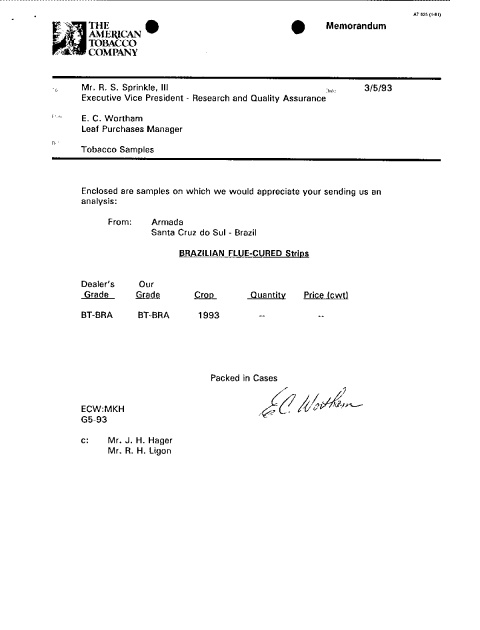 AT 025 (1-81)
THE
AMERICAN
TOBACCO
COMPANY
Memorandum
To: Mr. R. S. Sprinkle, III Date: 3/5/93
Executive Vice President - Research and Quality Assurance
From: E. C. Wortham
Leaf Purchases Manager
Tobacco Samples
Enclosed are samples on which we would appreciate your sending us an
analysis:
From: Armada
Santa Cruz do Sul - Brazil
BRAZILIAN FLUE-CURED Strips
Dealer's Our
Grade Grade Crop Quantity Price (cwt)
BT-BRA BT-BRA 1993 -- --
Packed in Cases
E.C. Wortham
ECW:MKH
G5-93
c: Mr. J. H. Hager
Mr. R. H. Ligon